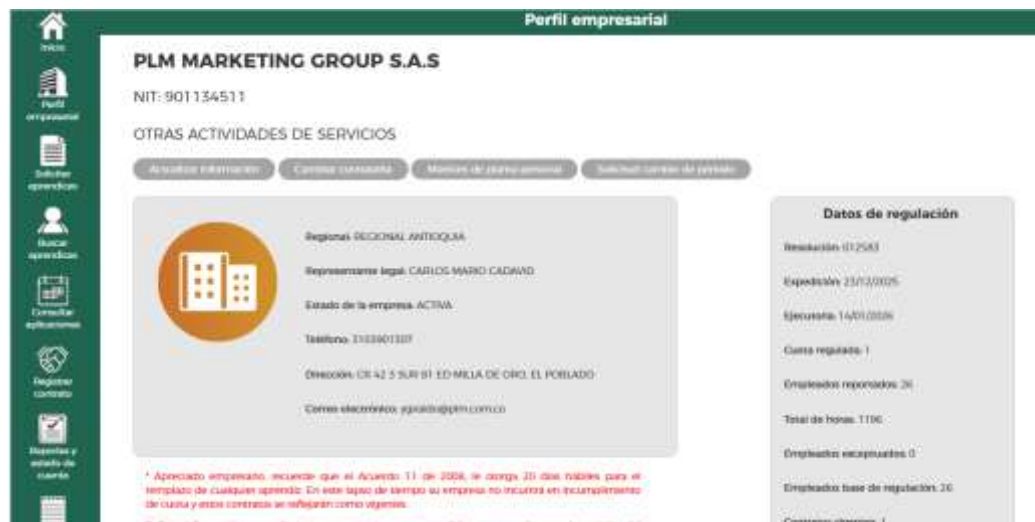 Perfil empresarial
Inicio
Perfil
empresarial
Solicitar
aprendices
Buscar
aprendices
Consultar
aplicaciones
Registrar
contrato
Reportes y
estado de
cuenta
PLM MARKETING GROUP S.A.S
NIT: 901134511
OTRAS ACTIVIDADES DE SERVICIOS
Actualizar información
Cambiar contraseña
Solicitar cambio de periodo
Regional: REGIONAL ANTIOQUIA
Representante legal: CARLOS MARIO CADAVID
Estado de la empresa: ACTIVA
Teléfono:
Dirección: CR 42 3 SUR 81 ED MILLA DE ORO, EL POBLADO
Correo electrónico:
* Apreciado empresario, recuerde que el Acuerdo 11 de 2008, le otorga 20 días hábiles para el
remplazo de cualquier aprendiz. En este lapso de tiempo su empresa no incurrirá en incumplimiento
de cuota y estos contratos se reflejarán como vigentes.
Datos de regulación
Resolución: 012583
Expedición: 23/12/2025
Ejecutoria: 14/01/2026
Cuota regulada: 1
Empleados reportados: 26
Total de horas: 1196
Empleados exceptuados: 0
Empleados base de regulación: 26